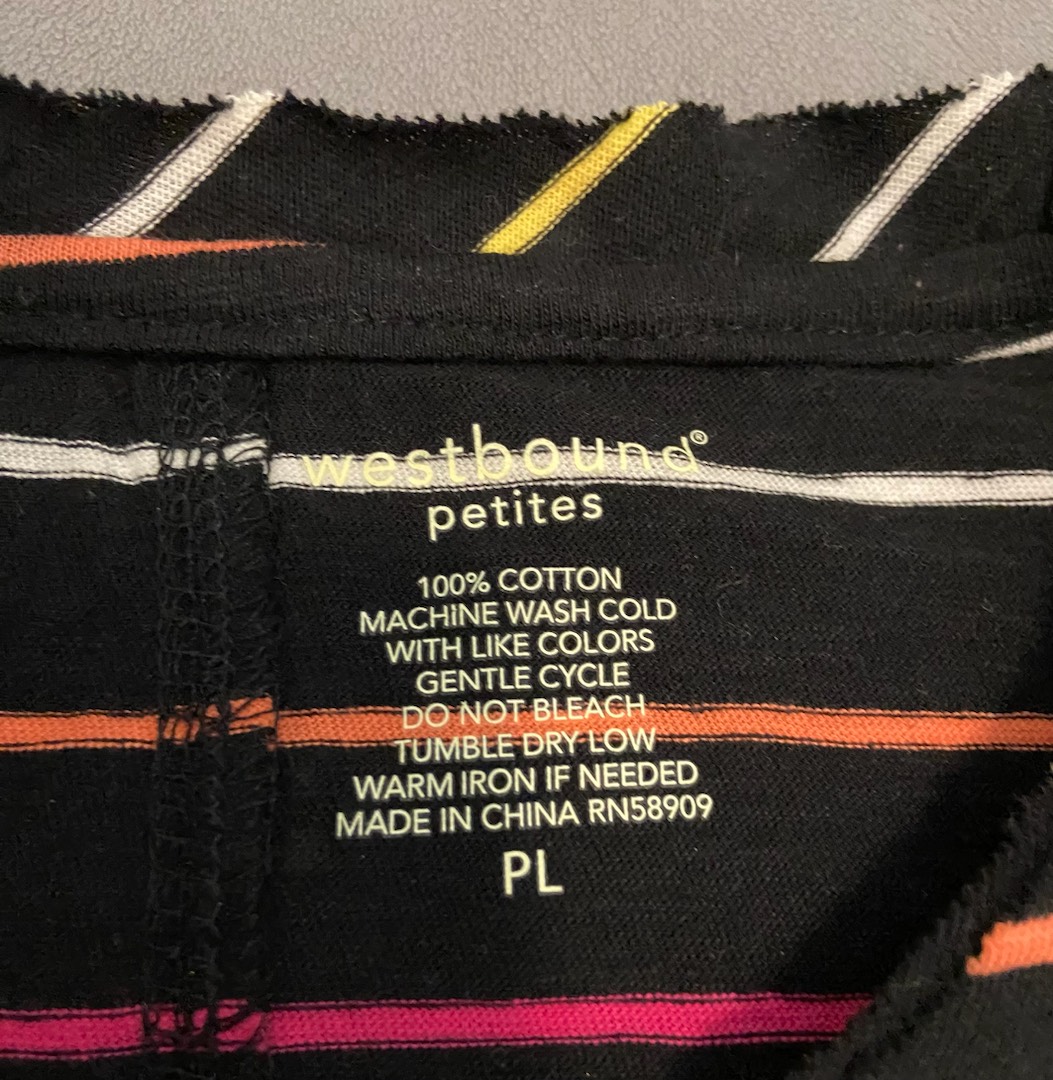 westbound®
petites
100% COTTON
MACHINE WASH COLD
WITH LIKE COLORS
GENTLE CYCLE
DO NOT BLEACH
TUMBLE DRY LOW
WARM IRON IF NEEDED
MADE IN CHINA RN58909
PL